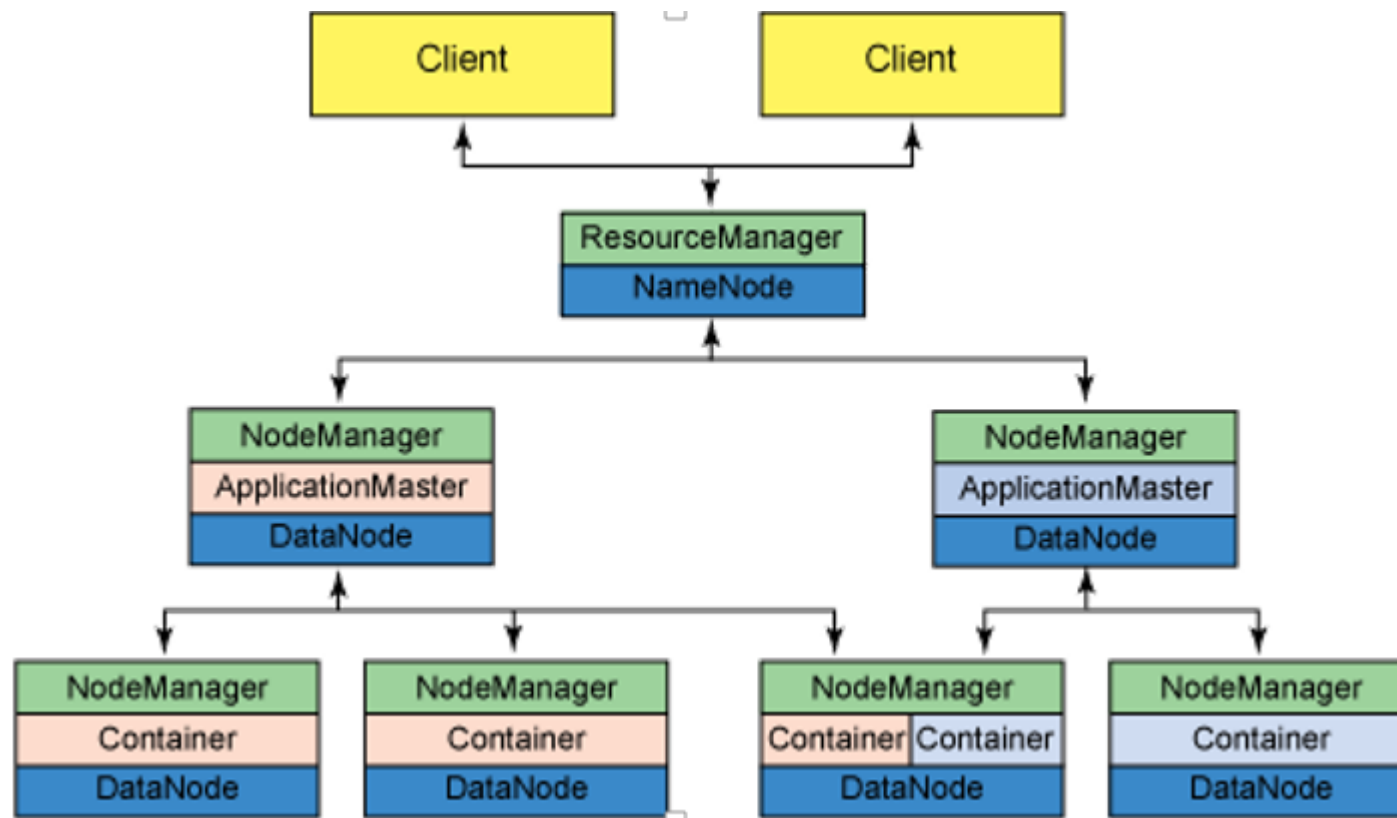 Client
Client
ResourceManager
NameNode
NodeManager
ApplicationMaster
DataNode
NodeManager
ApplicationMaster
DataNode
NodeManager
Container
DataNode
NodeManager
Container
DataNode
NodeManager
Container Container
DataNode
NodeManager
Container
DataNode